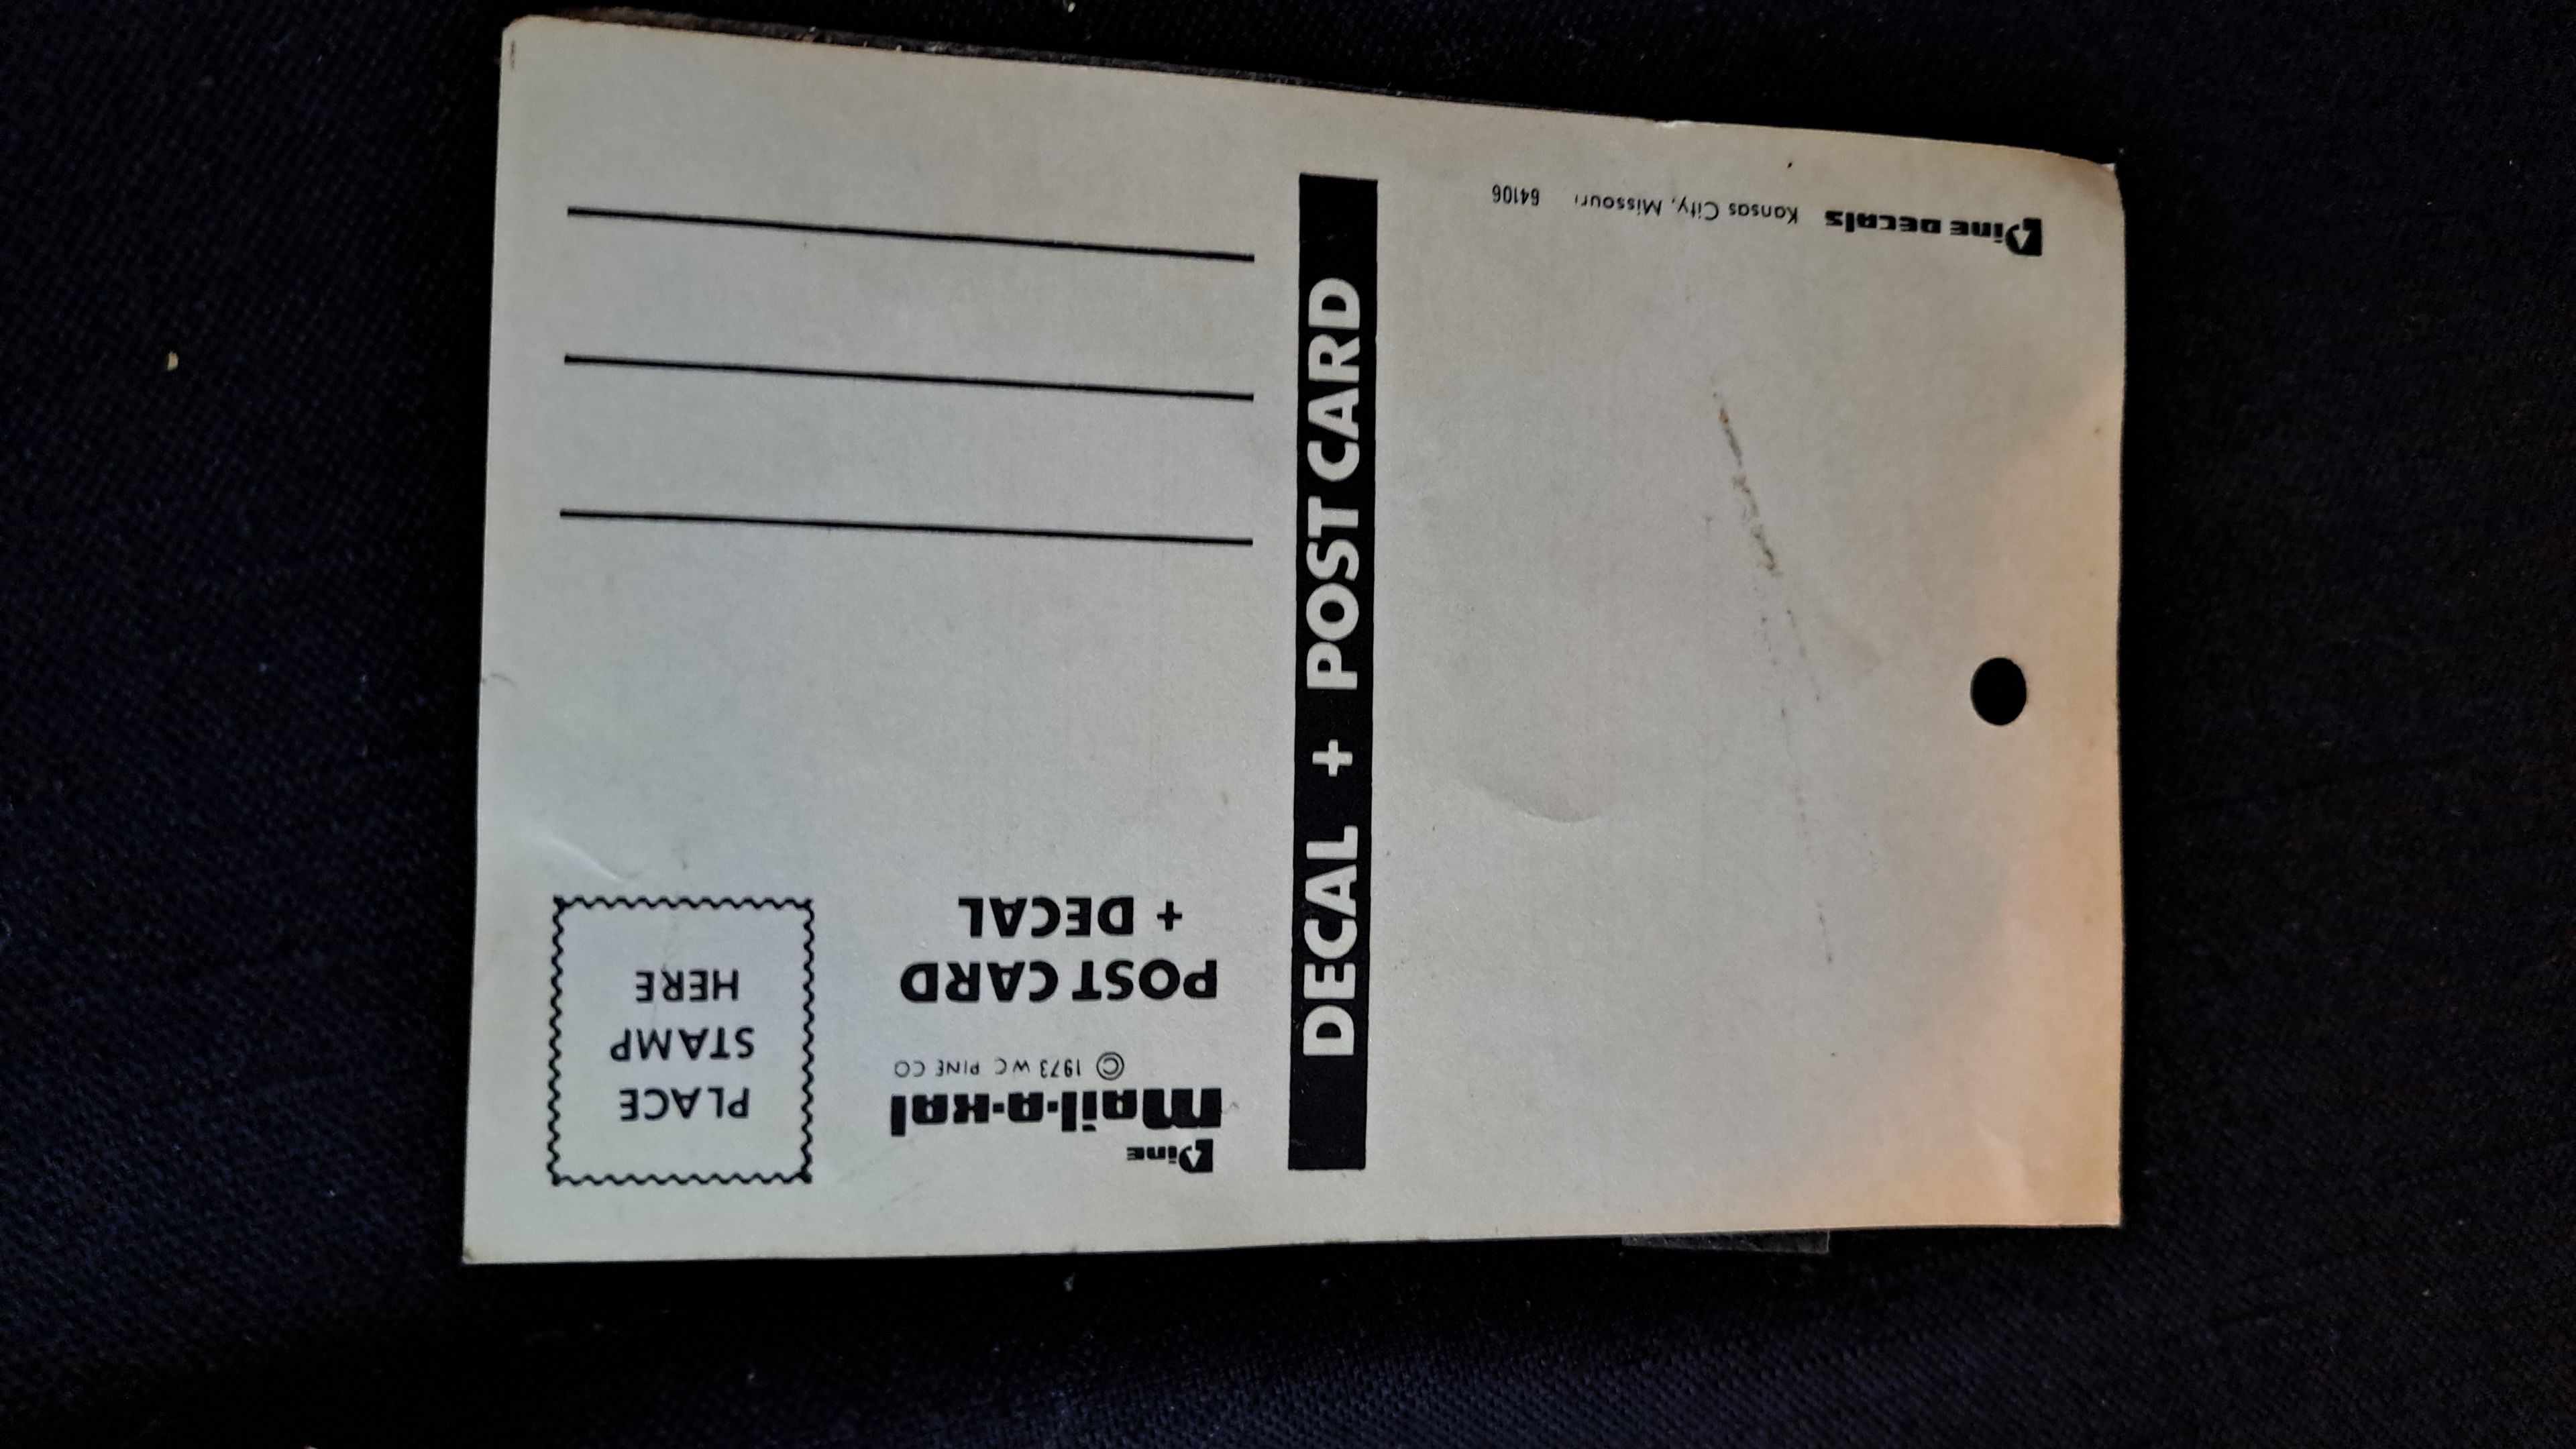 Pine Decals Kansas City, Missouri 64106
DECAL + POST CARD
Pine
Mail-a-Kal
© 1973 W C PINE CO
POST CARD
+ DECAL
PLACE
STAMP
HERE